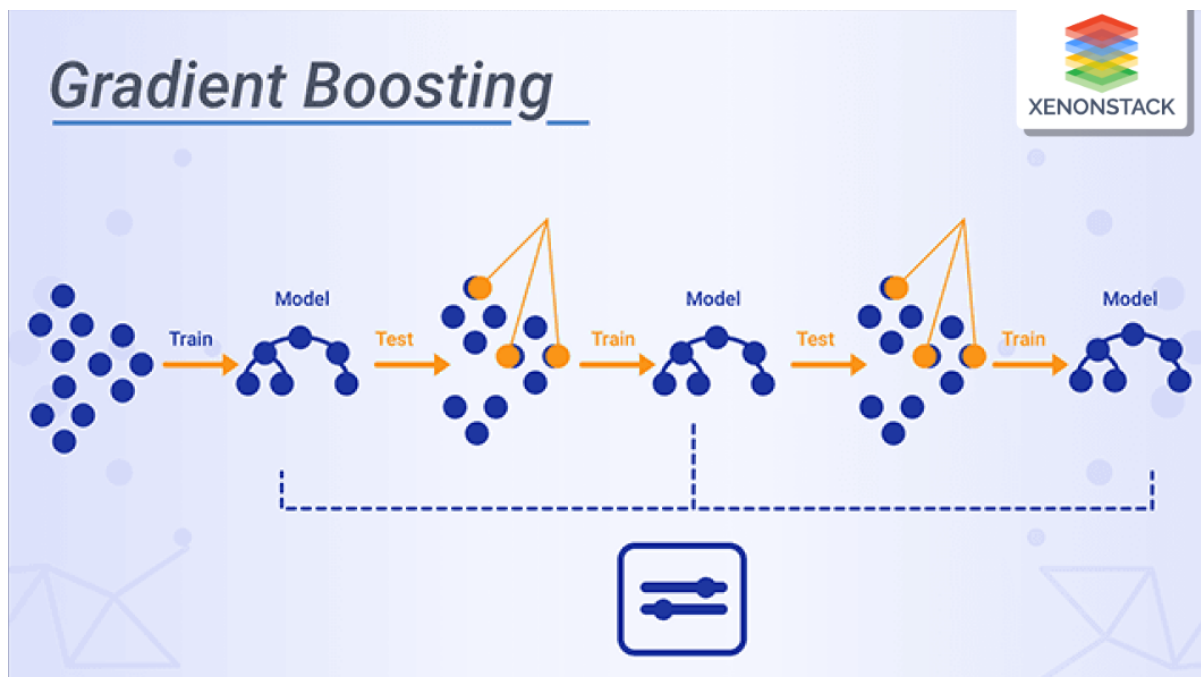 Gradient Boosting
XENONSTACK
Model
Model
Model
Train
Test
Train
Test
Train